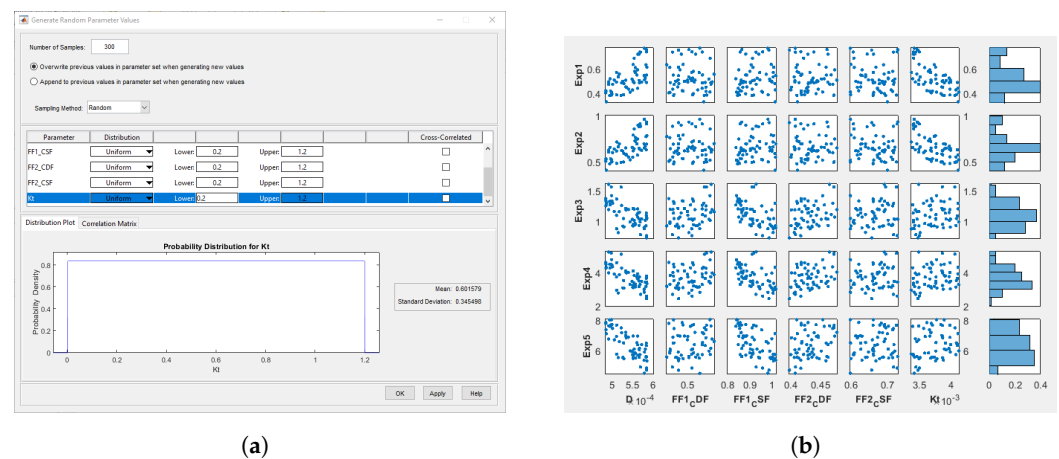 Generate Random Parameter Values
Number of Samples: 300
Overwrite previous values in parameter set when generating new values
Append to previous values in parameter set when generating new values
Sampling Method: Random
Parameter Distribution Cross-Correlated
FF1_CSF Uniform Lower: 0.2 Upper: 1.2
FF2_CDF Uniform Lower: 0.2 Upper: 1.2
FF2_CSF Uniform Lower: 0.2 Upper: 1.2
Kt Uniform Lower: 0.2 Upper: 1.2
Distribution Plot Correlation Matrix
Probability Distribution for Kt
Probability Density
0.8
0.6
0.4
0.2
0
0 0.2 0.4 0.6 0.8 1 1.2
Kt
Mean: 0.601579
Standard Deviation: 0.345498
OK Apply Help
(a)
Exp1
0.6
0.4
0.6
0.4
Exp2
1
0.5
1
0.5
Exp3
1.5
1
1.5
1
Exp4
4
2
4
2
Exp5
8
6
8
6
5 5.5 6 0.5 0.8 0.9 1 0.4 0.45 0.6 0.7 3.5 4 0 0.2 0.4
D 10-4 FF1CDF FF1CSF FF2CDF FF2CSF Kt 10-3
(b)